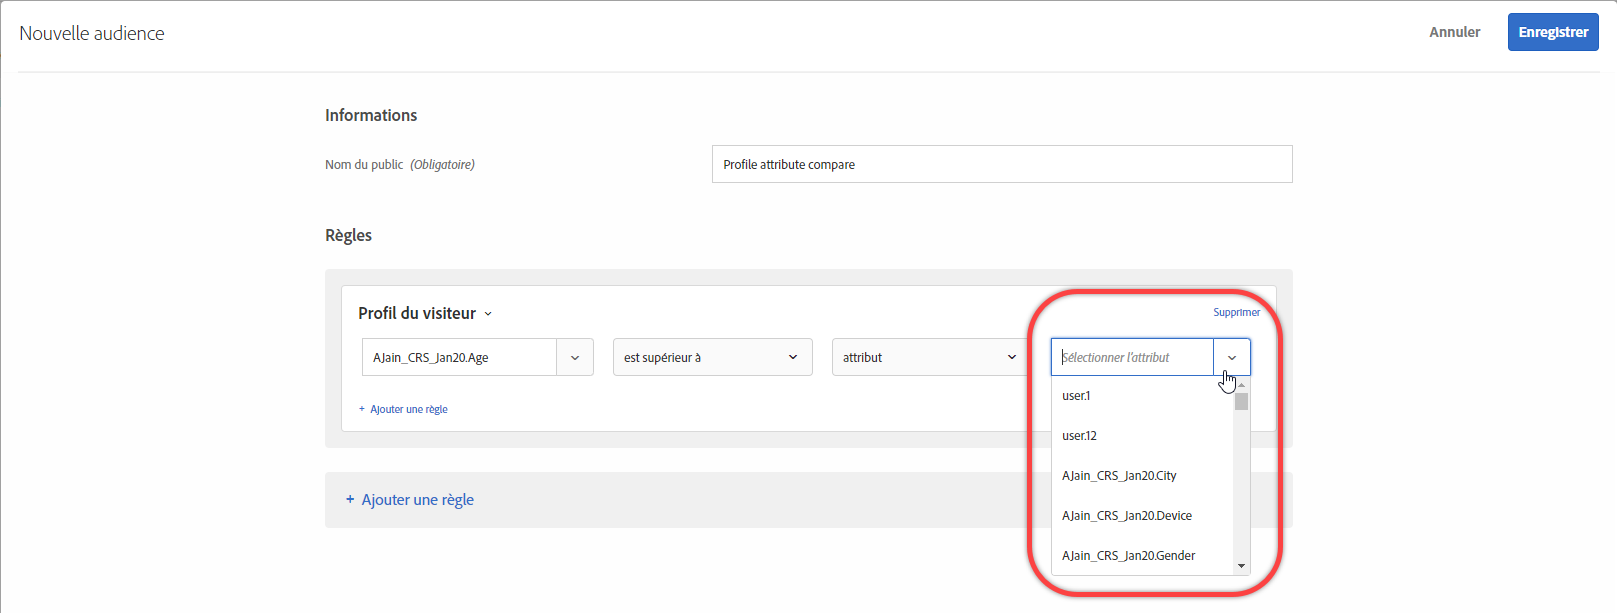 Nouvelle audience
Annuler
Enregistrer
Informations
Nom du public (Obligatoire)
Profile attribute compare
Règles
Profil du visiteur
Supprimer
AJain_CRS_Jan20.Age
est supérieur à
attribut
Sélectionner l'attribut
user.1
+ Ajouter une règle
user.12
AJain_CRS_Jan20.City
+ Ajouter une règle
AJain_CRS_Jan20.Device
AJain_CRS_Jan20.Gender